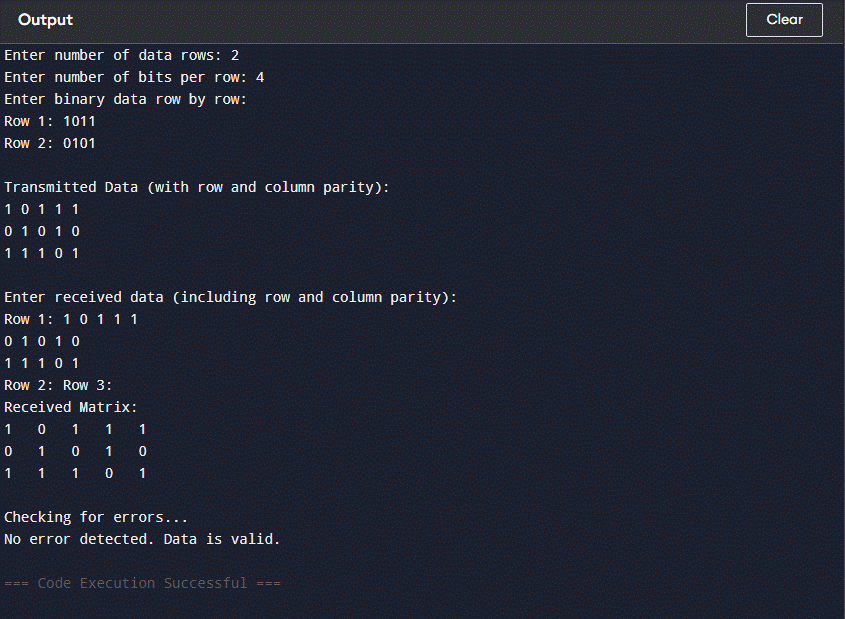 Output
Clear
Enter number of data rows: 2
Enter number of bits per row: 4
Enter binary data row by row:
Row 1: 1011
Row 2: 0101
Transmitted Data (with row and column parity):
1 0 1 1 1
0 1 0 1 0
1 1 1 0 1
Enter received data (including row and column parity):
Row 1: 1 0 1 1 1
0 1 0 1 0
1 1 1 0 1
Row 2: Row 3:
Received Matrix:
1   0   1   1   1
0   1   0   1   0
1   1   1   0   1
Checking for errors...
No error detected. Data is valid.
=== Code Execution Successful ===